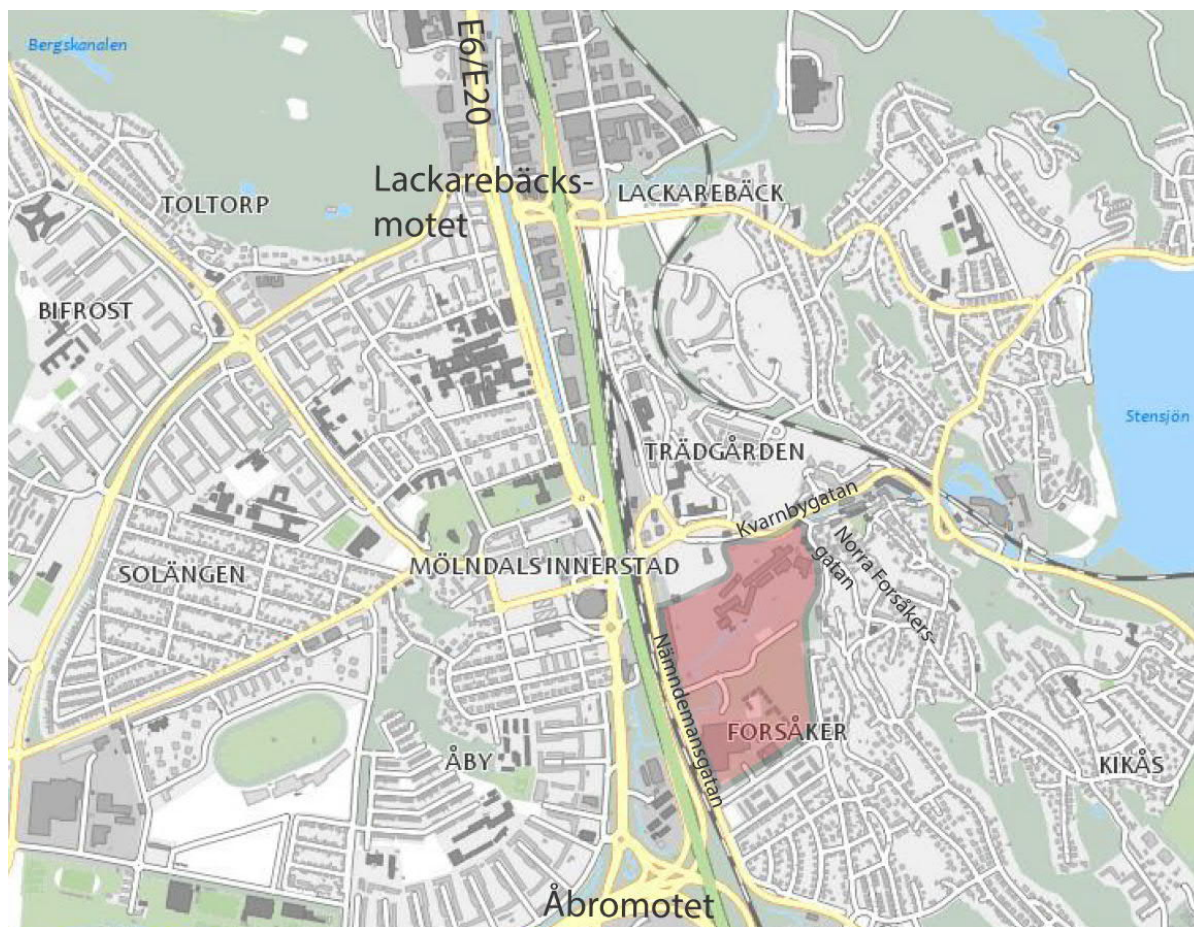 Bergskanalen
E6/E20
Lackarebäcks-
motet
LACKAREBÄCK
TOLTORP
BIFROST
Stensjön
TRÄDGÅRDEN
Kvarnbygatan
Norra Forsåkers-
gatan
MÖLNDALS INNERSTAD
SOLÄNGEN
Nämndemansgatan
FORSÅKER
ÅBY
KIKÅS
Åbromotet